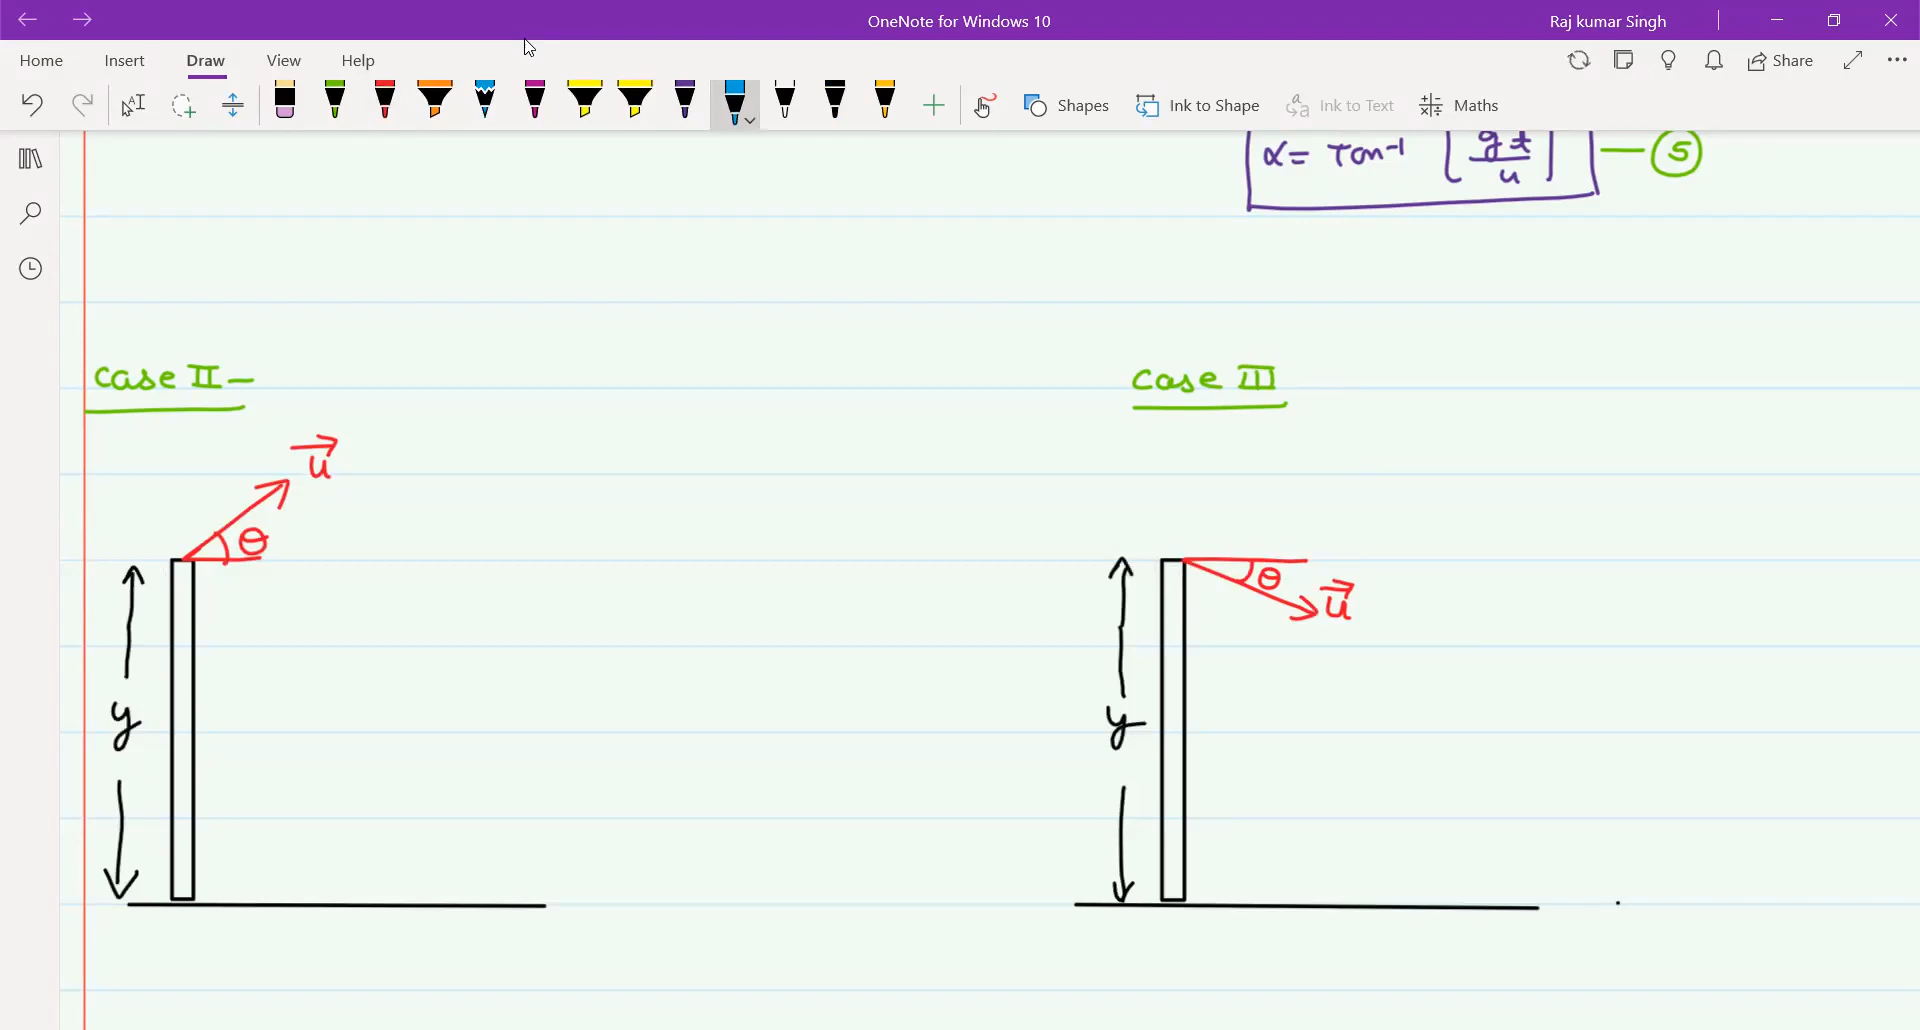 OneNote for Windows 10
Raj kumar Singh
Home Insert Draw View Help
Share
Shapes Ink to Shape Ink to Text Maths
α = Tan⁻¹ [gt/u] — 5
Case II —
Case III
u
θ
θ
u
y
y